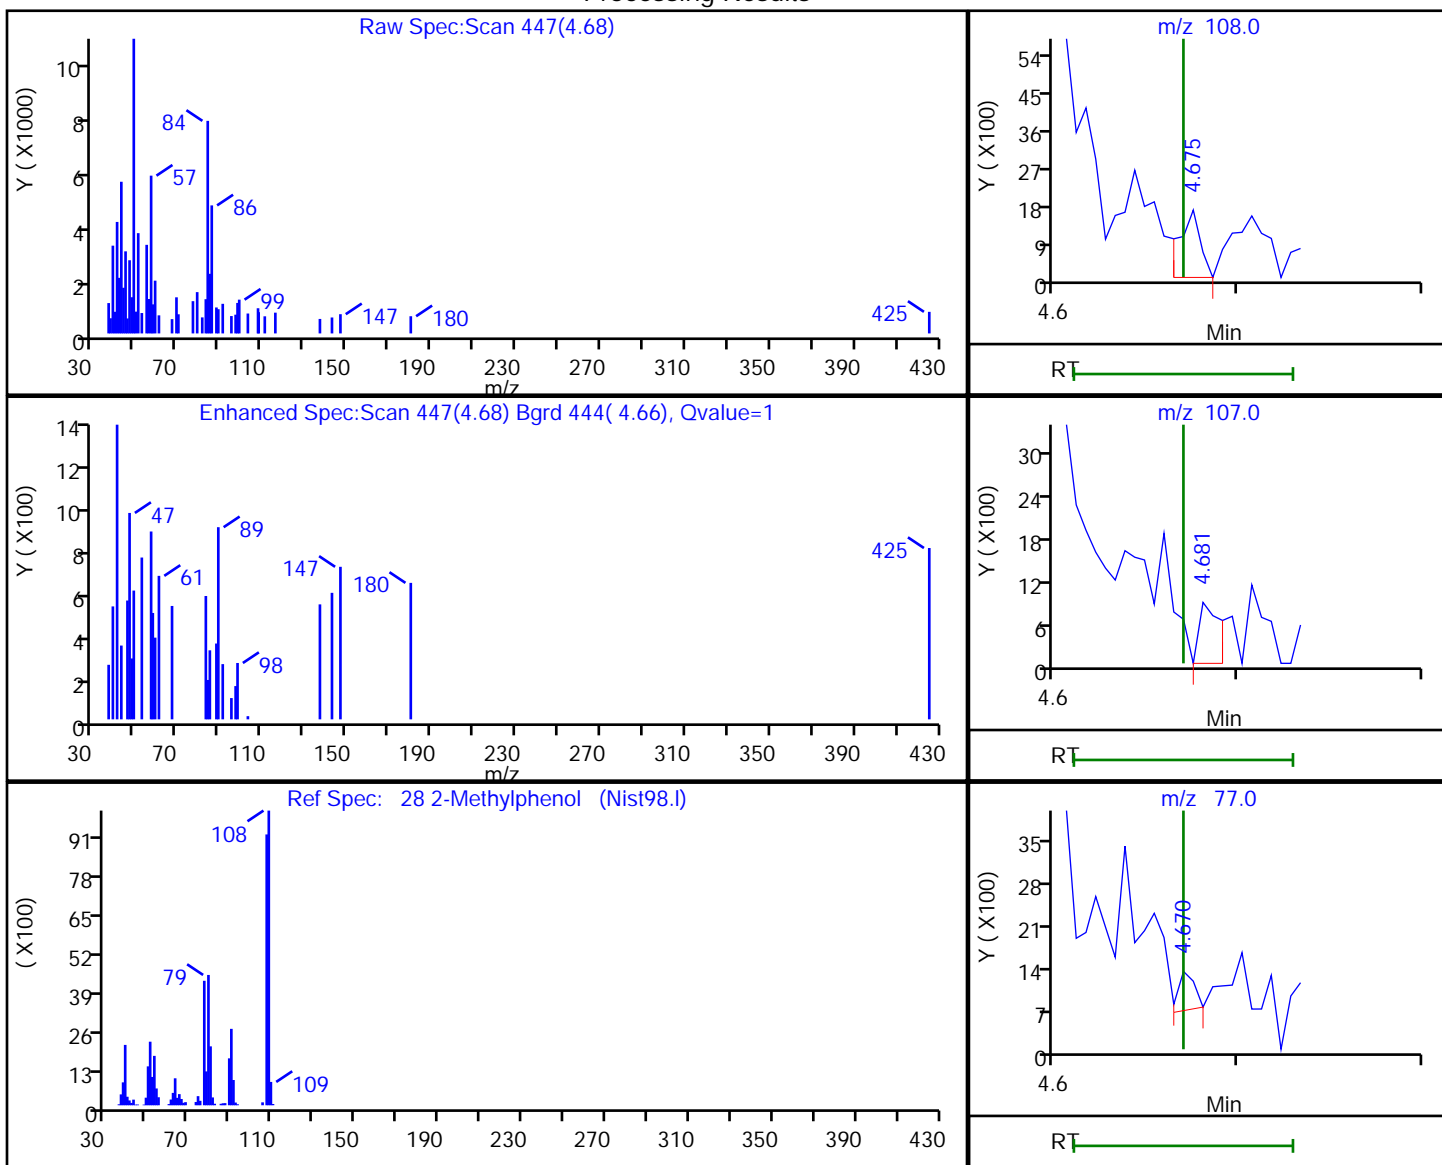 Raw Spec:Scan 447(4.68)
Y ( X1000)
10
8
6
4
2
0
84
57
86
99
147
180
425
30 70 110 150 190 230 270 310 350 390 430
m/z
m/z 108.0
Y ( X100)
54
45
36
27
18
9
0
4.675
4.6
Min
RT
Enhanced Spec:Scan 447(4.68) Bgrd 444( 4.66), Qvalue=1
Y ( X100)
14
12
10
8
6
4
2
0
47
89
61
147
180
98
425
30 70 110 150 190 230 270 310 350 390 430
m/z
m/z 107.0
Y ( X100)
30
24
18
12
6
0
4.681
4.6
Min
RT
Ref Spec: 28 2-Methylphenol (Nist98.l)
( X100)
91
78
65
52
39
26
13
0
108
79
109
30 70 110 150 190 230 270 310 350 390 430
m/z 77.0
Y ( X100)
35
28
21
14
7
0
4.670
4.6
Min
RT